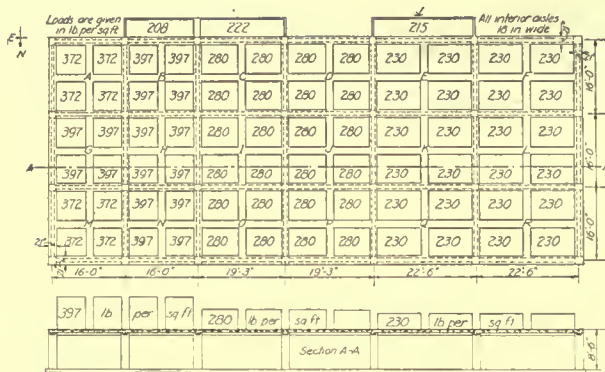 Loads are given
in lb per sq ft
208 222 215
All interior aisles
18 in wide
E
N
372 372 397 397 280 280 280 280 230 230 230 230
A B C D E F
372 372 397 397 280 280 280 280 230 230 230 230
397 397 397 397 280 280 280 280 230 230 230 230
G H I J K L
A
397 397 397 397 280 280 280 280 230 230 230 230
372 372 397 397 280 280 280 280 230 230 230 230
M N O P Q R
372 372 397 397 280 280 280 280 230 230 230 230
16'-0" 16'-0" 19'-3" 19'-3" 22'-6" 22'-6"
16'-0"
16'-0"
16'-0"
397 lb per sq ft 280 lb per sq ft 230 lb per sq ft
Section A-A
8'-0"